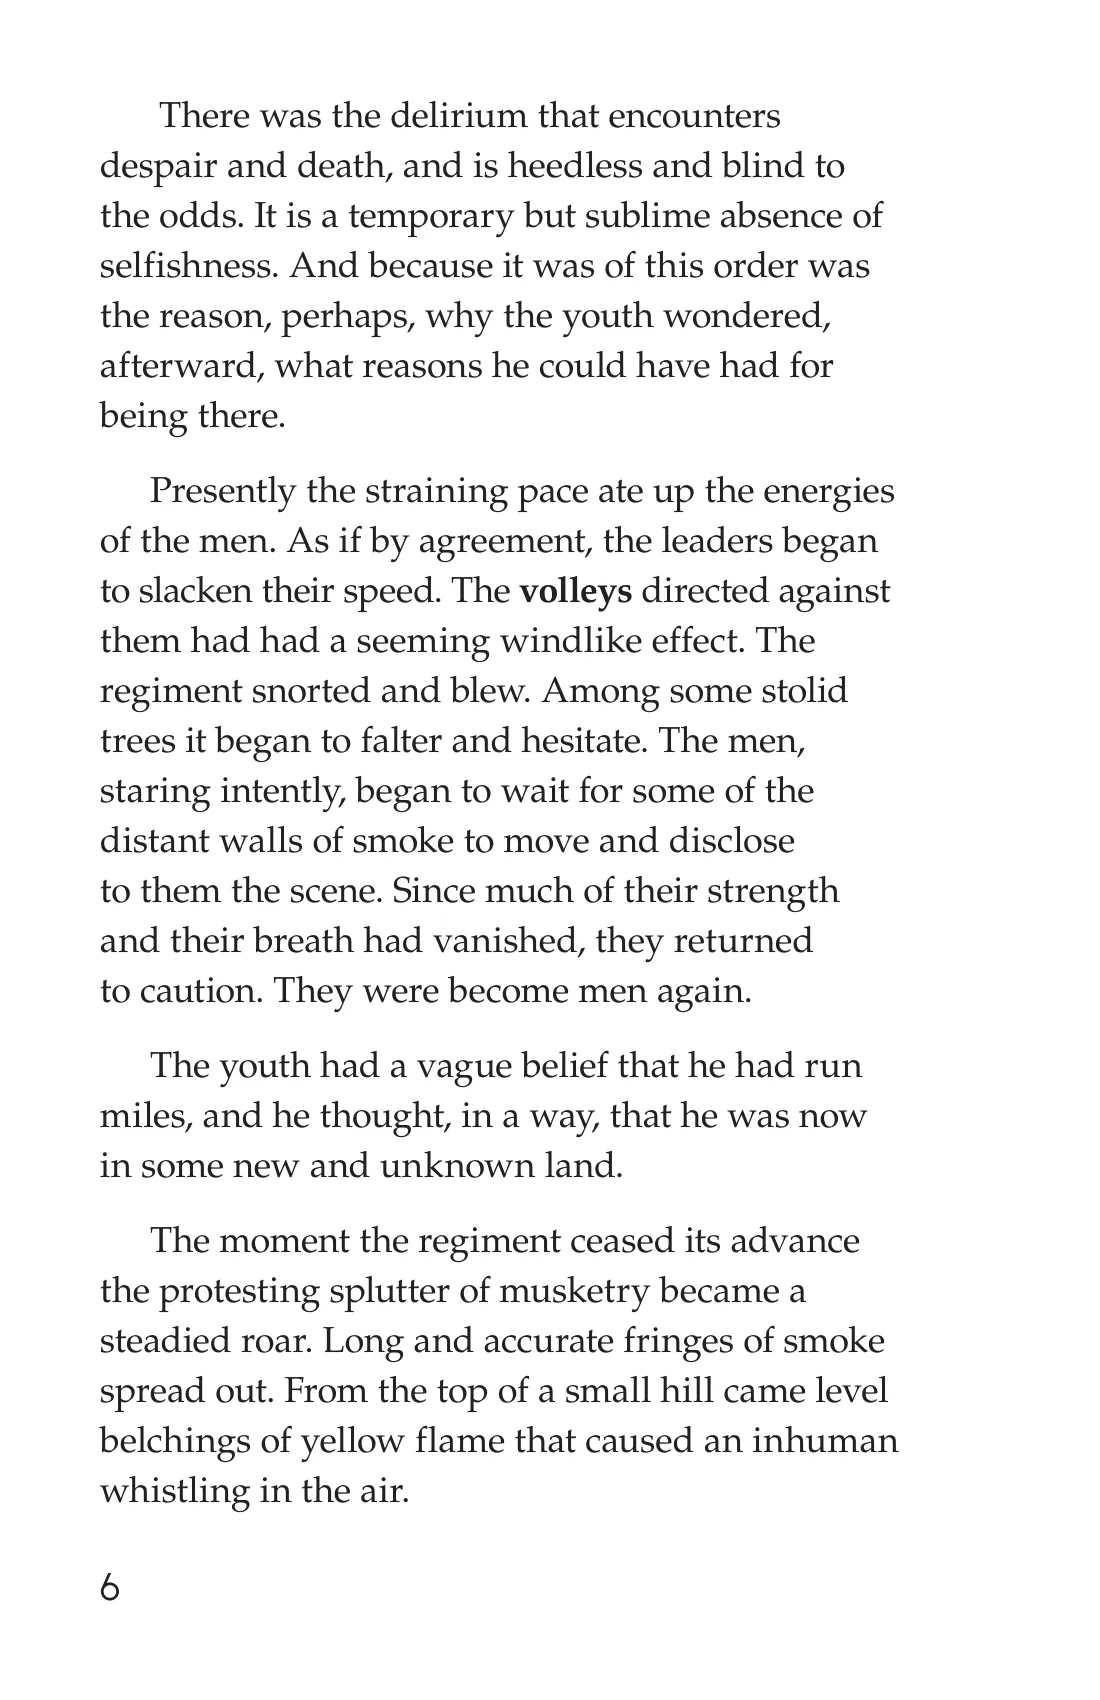 There was the delirium that encounters
despair and death, and is heedless and blind to
the odds. It is a temporary but sublime absence of
selfishness. And because it was of this order was
the reason, perhaps, why the youth wondered,
afterward, what reasons he could have had for
being there.
Presently the straining pace ate up the energies
of the men. As if by agreement, the leaders began
to slacken their speed. The volleys directed against
them had had a seeming windlike effect. The
regiment snorted and blew. Among some stolid
trees it began to falter and hesitate. The men,
staring intently, began to wait for some of the
distant walls of smoke to move and disclose
to them the scene. Since much of their strength
and their breath had vanished, they returned
to caution. They were become men again.
The youth had a vague belief that he had run
miles, and he thought, in a way, that he was now
in some new and unknown land.
The moment the regiment ceased its advance
the protesting splutter of musketry became a
steadied roar. Long and accurate fringes of smoke
spread out. From the top of a small hill came level
belchings of yellow flame that caused an inhuman
whistling in the air.
6